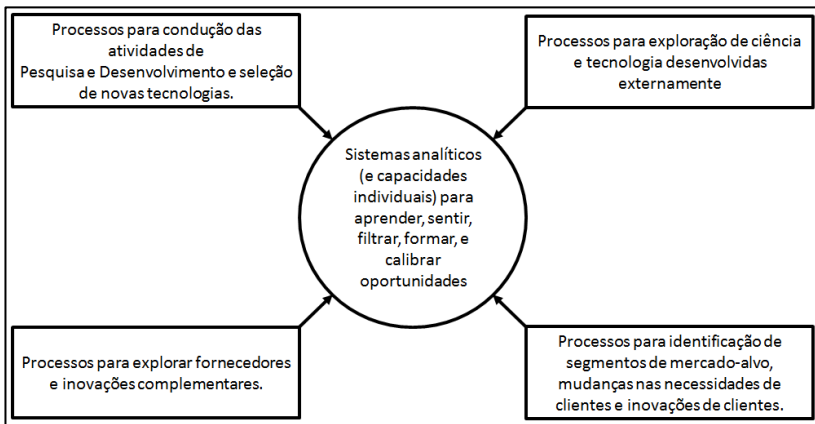 Processos para condução das
atividades de
Pesquisa e Desenvolvimento e seleção
de novas tecnologias.
Processos para exploração de ciência
e tecnologia desenvolvidas
externamente
Sistemas analíticos
(e capacidades
individuais) para
aprender, sentir,
filtrar, formar, e
calibrar
oportunidades
Processos para explorar fornecedores
e inovações complementares.
Processos para identificação de
segmentos de mercado-alvo,
mudanças nas necessidades de
clientes e inovações de clientes.